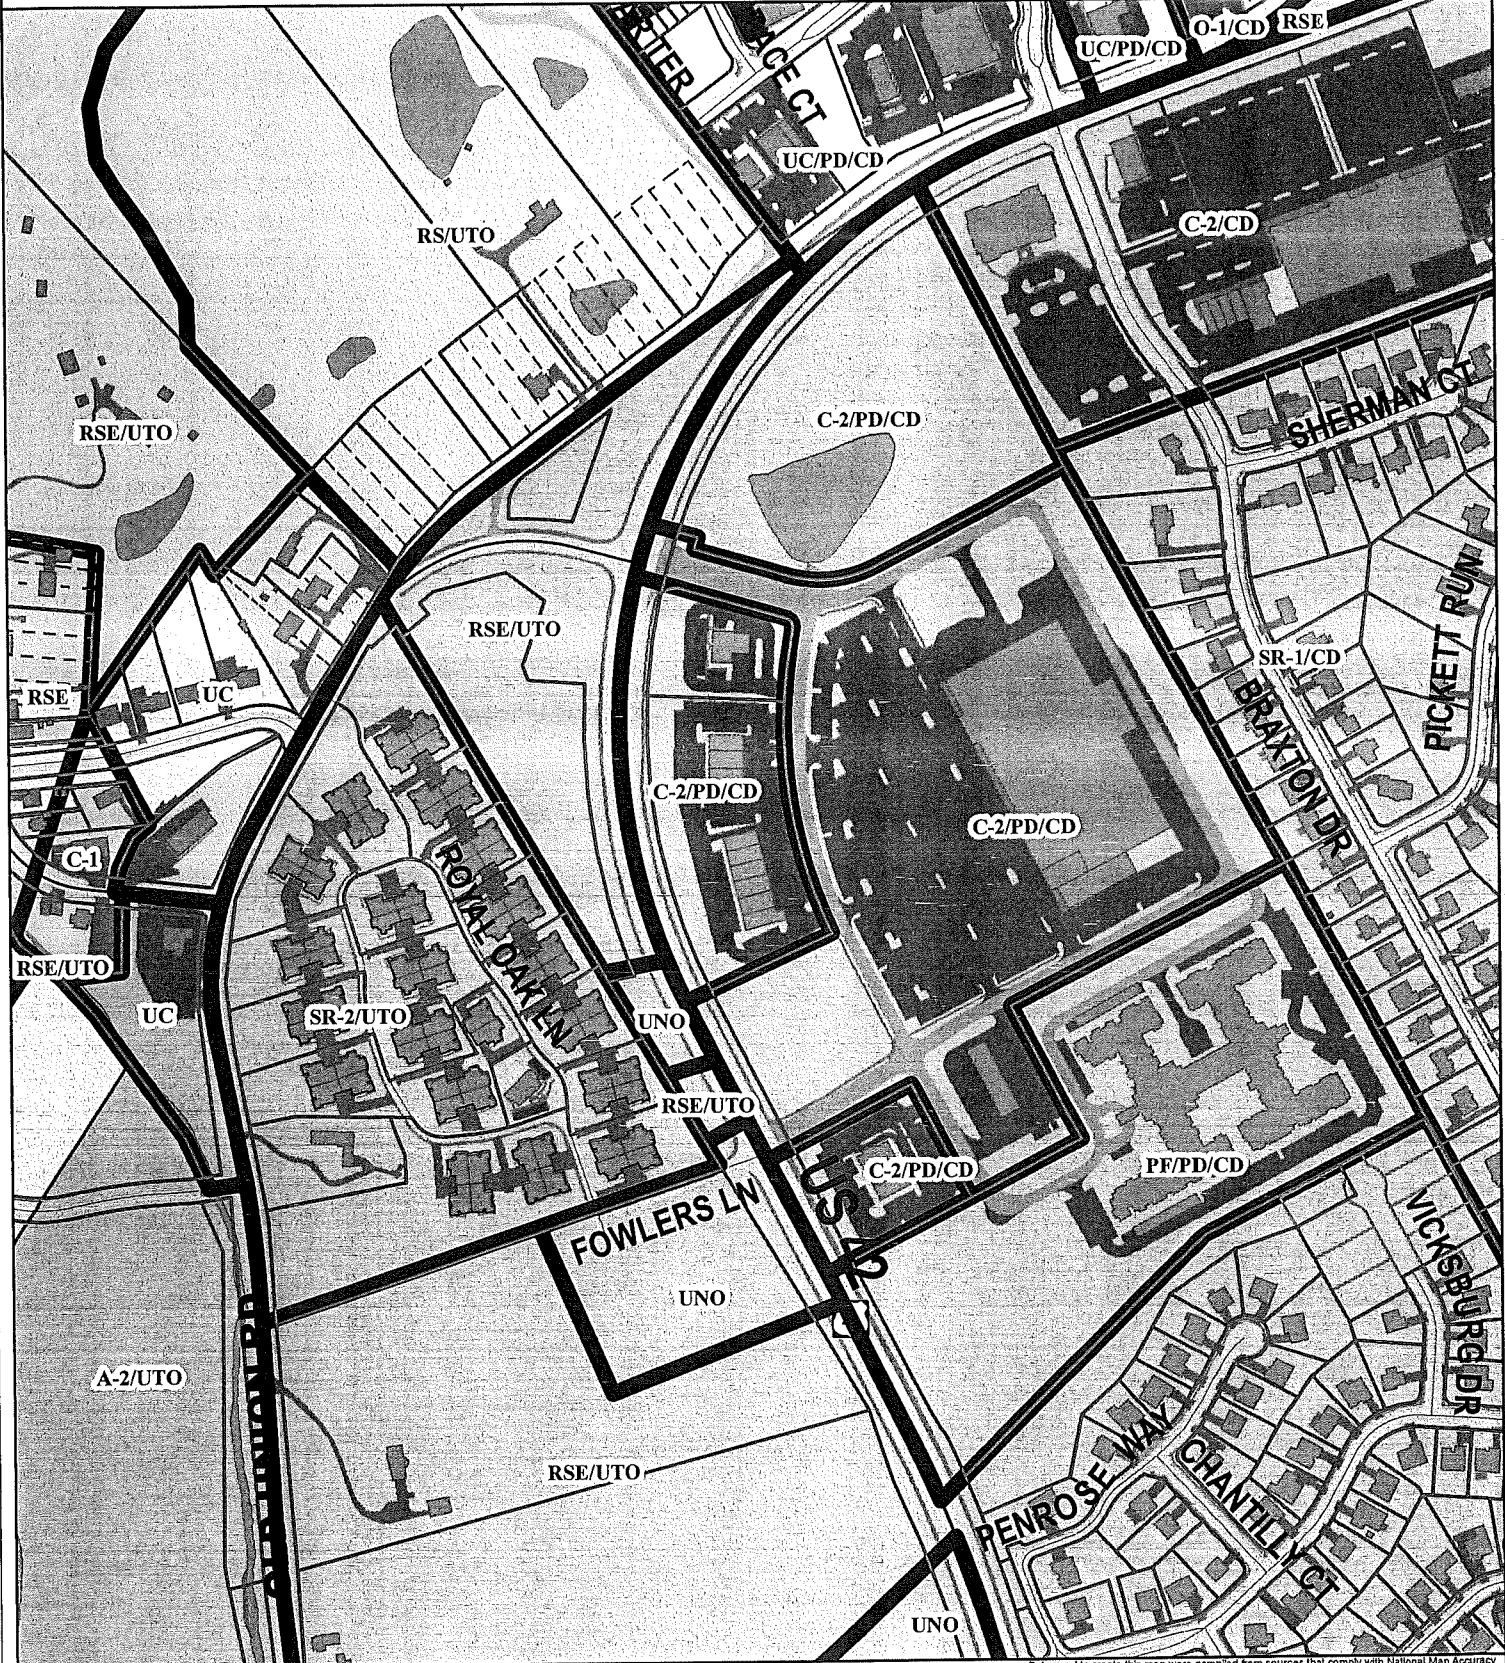 O-1/CD
RSE
UC/PD/CD
UC/PD/CD
C-2/CD
RS/UTO
C-2/PD/CD
SHERMAN CT
RSE/UTO
RSE/UTO
PICKETT RUN
SR-1/CD
RSE
UC
BRAXTON DR
C-2/PD/CD
C-2/PD/CD
C-1
ROYAL OAK LN
RSE/UTO
UC
SR-2/UTO
UNO
RSE/UTO
C-2/PD/CD
PF/PD/CD
FOWLERS LN
US 42
VICKSBURG DR
UNO
A-2/UTO
RSE/UTO
PENROSE WAY
CHANTILLY CT
UNO